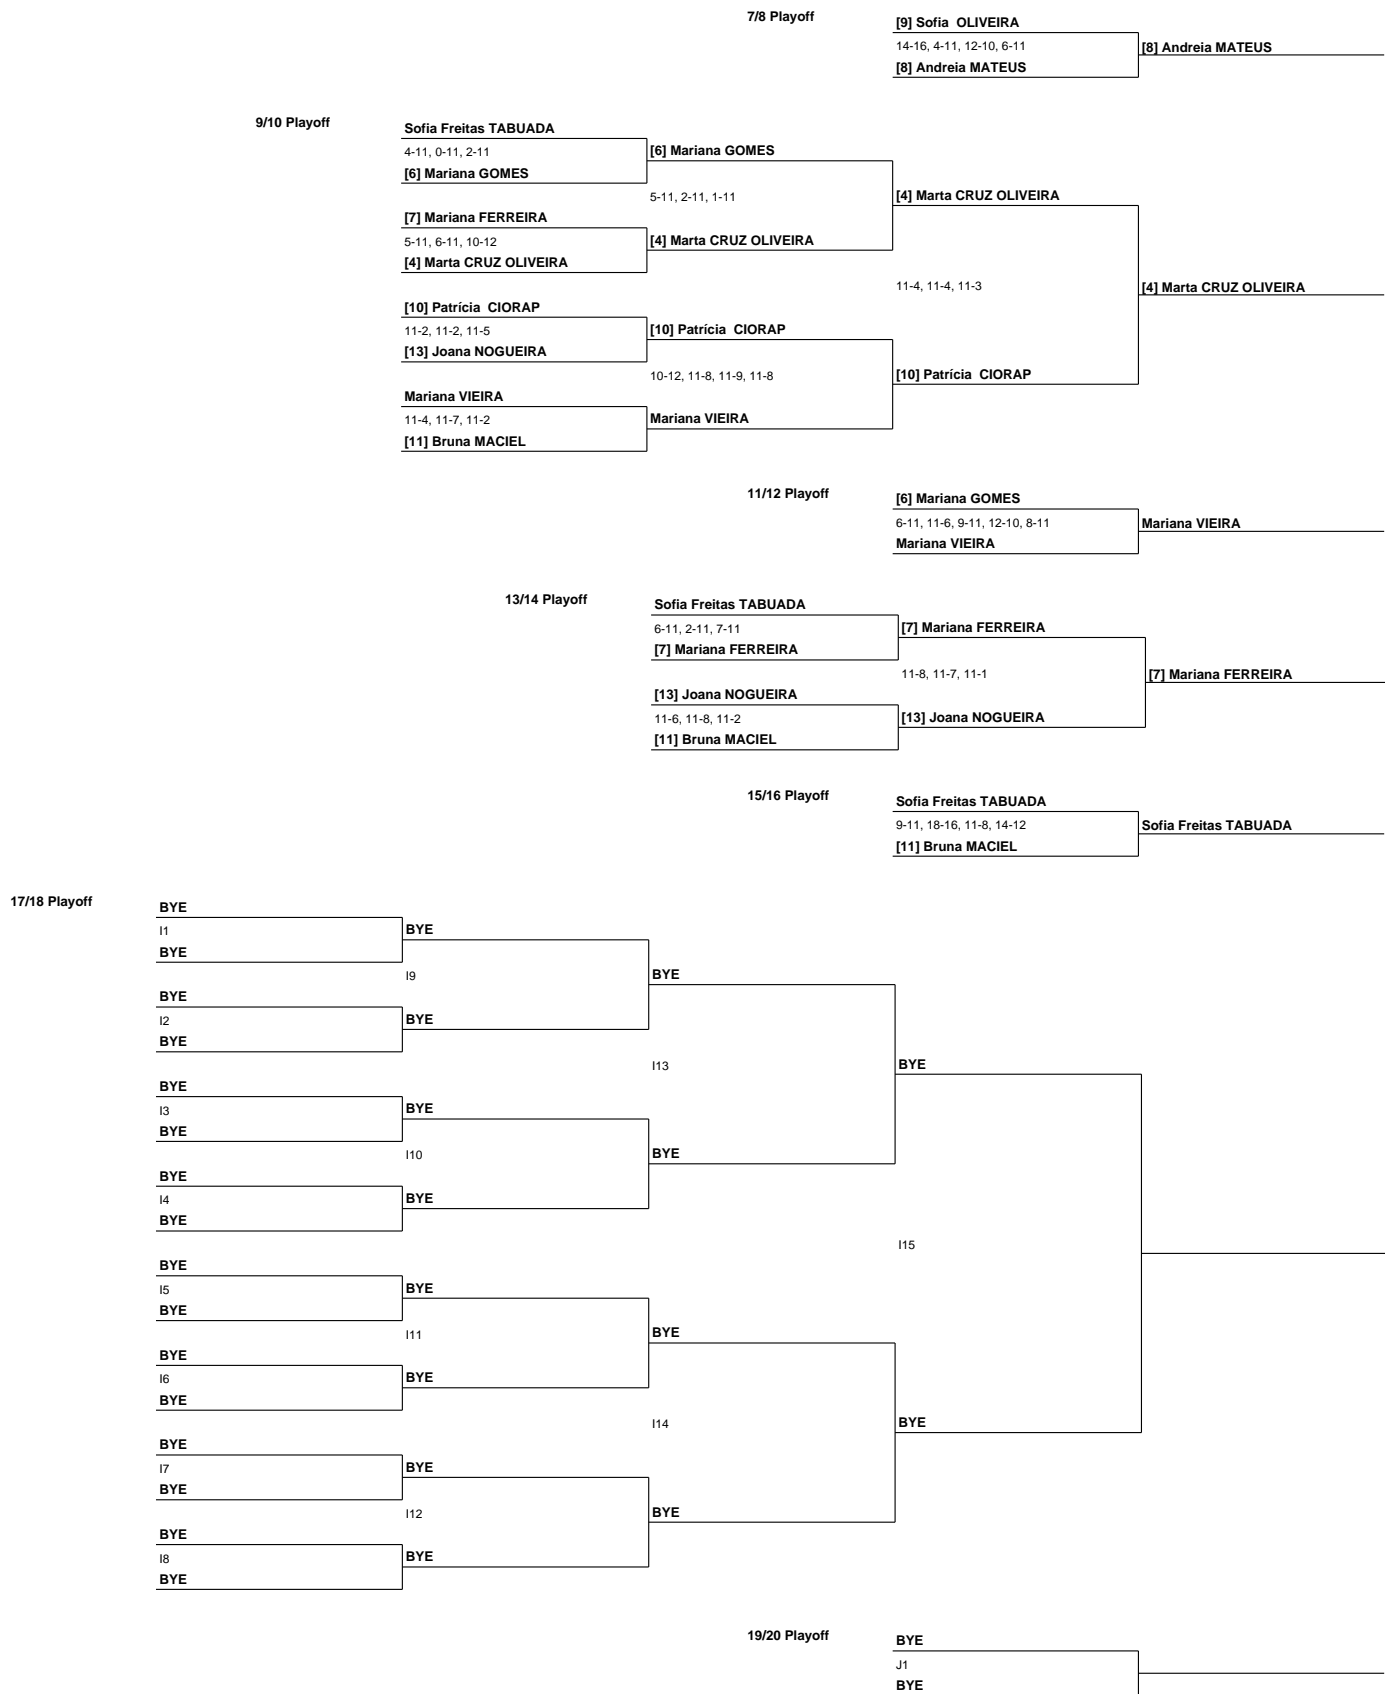 7/8 Playoff
[9] Sofia  OLIVEIRA
14-16, 4-11, 12-10, 6-11
[8] Andreia MATEUS
[8] Andreia MATEUS
9/10 Playoff
Sofia Freitas TABUADA
4-11, 0-11, 2-11
[6] Mariana GOMES
[6] Mariana GOMES
5-11, 2-11, 1-11
[7] Mariana FERREIRA
5-11, 6-11, 10-12
[4] Marta CRUZ OLIVEIRA
[4] Marta CRUZ OLIVEIRA
[4] Marta CRUZ OLIVEIRA
11-4, 11-4, 11-3
[4] Marta CRUZ OLIVEIRA
[10] Patrícia  CIORAP
11-2, 11-2, 11-5
[13] Joana NOGUEIRA
[10] Patrícia  CIORAP
10-12, 11-8, 11-9, 11-8
[10] Patrícia  CIORAP
Mariana VIEIRA
11-4, 11-7, 11-2
[11] Bruna MACIEL
Mariana VIEIRA
11/12 Playoff
[6] Mariana GOMES
6-11, 11-6, 9-11, 12-10, 8-11
Mariana VIEIRA
Mariana VIEIRA
13/14 Playoff
Sofia Freitas TABUADA
6-11, 2-11, 7-11
[7] Mariana FERREIRA
[7] Mariana FERREIRA
11-8, 11-7, 11-1
[7] Mariana FERREIRA
[13] Joana NOGUEIRA
11-6, 11-8, 11-2
[11] Bruna MACIEL
[13] Joana NOGUEIRA
15/16 Playoff
Sofia Freitas TABUADA
9-11, 18-16, 11-8, 14-12
[11] Bruna MACIEL
Sofia Freitas TABUADA
17/18 Playoff
BYE
I1
BYE
BYE
I9
BYE
BYE
I2
BYE
BYE
I13
BYE
BYE
I3
BYE
BYE
I10
BYE
BYE
I4
BYE
BYE
I15
BYE
I5
BYE
BYE
I11
BYE
BYE
I6
BYE
BYE
I14
BYE
BYE
I7
BYE
BYE
I12
BYE
BYE
I8
BYE
BYE
19/20 Playoff
BYE
J1
BYE